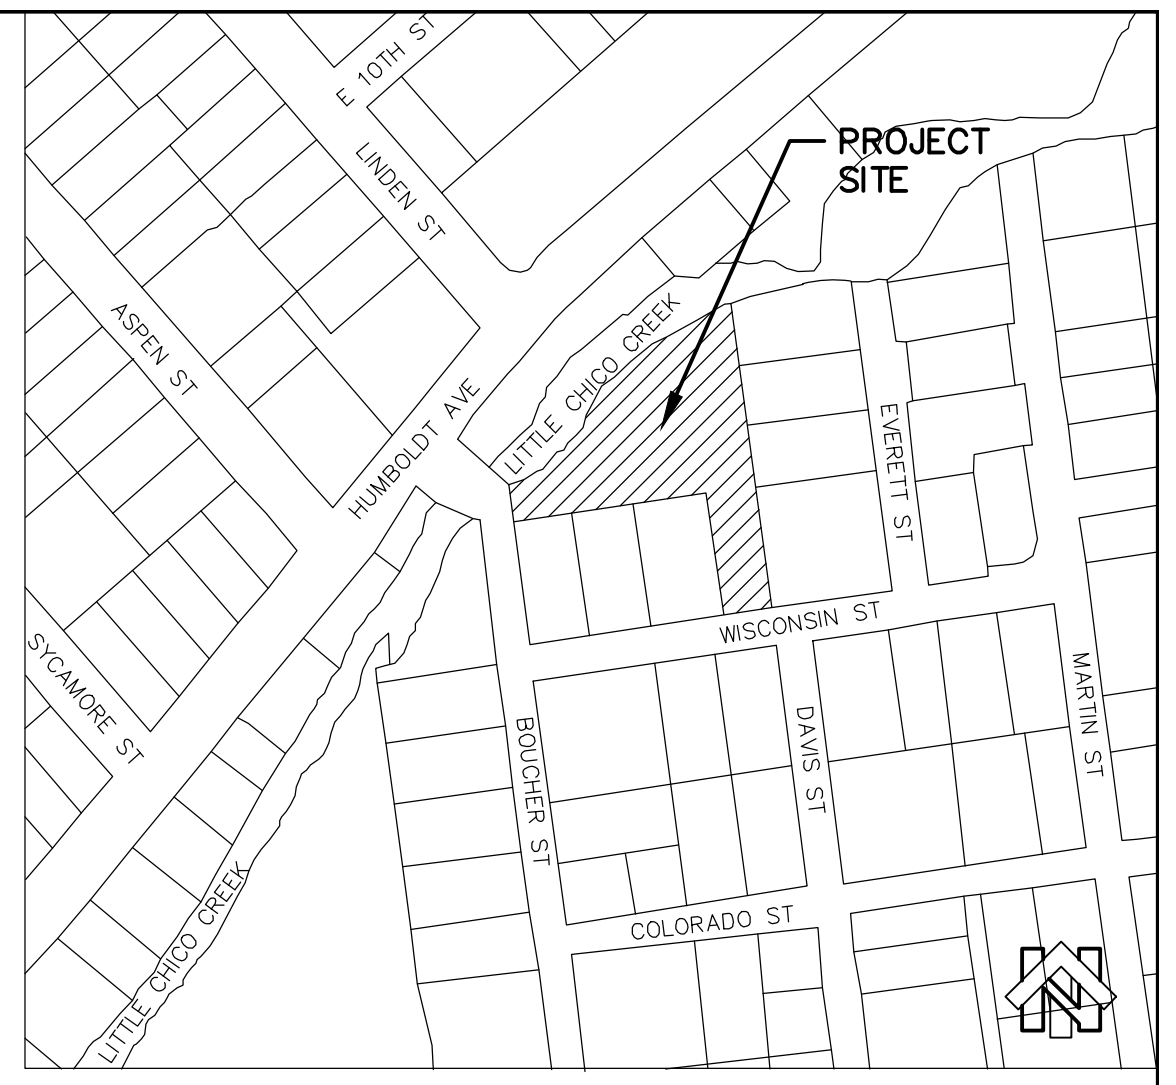 E 10TH ST
LINDEN ST
PROJECT
SITE
ASPEN ST
LITTLE CHICO CREEK
HUMBOLDT AVE
EVERETT ST
WISCONSIN ST
SYCAMORE ST
MARTIN ST
BOUCHER ST
DAVIS ST
LITTLE CHICO CREEK
COLORADO ST
N